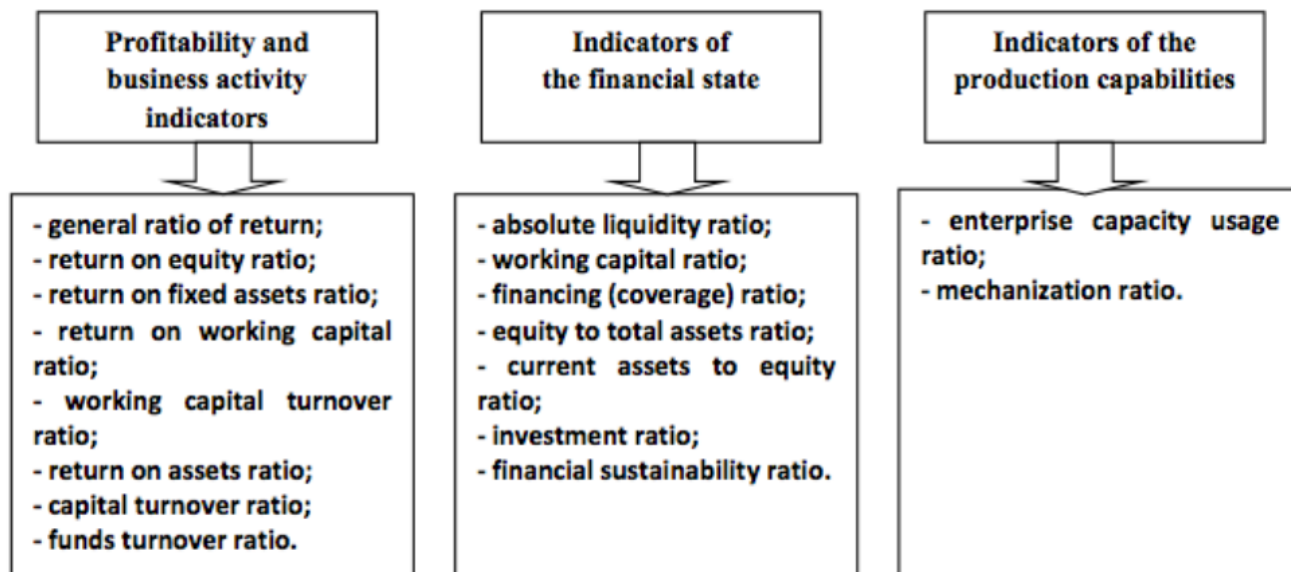 Profitability and
business activity
indicators
- general ratio of return;
- return on equity ratio;
- return on fixed assets ratio;
- return on working capital
ratio;
- working capital turnover
ratio;
- return on assets ratio;
- capital turnover ratio;
- funds turnover ratio.
Indicators of
the financial state
- absolute liquidity ratio;
- working capital ratio;
- financing (coverage) ratio;
- equity to total assets ratio;
- current assets to equity
ratio;
- investment ratio;
- financial sustainability ratio.
Indicators of the
production capabilities
- enterprise capacity usage
ratio;
- mechanization ratio.